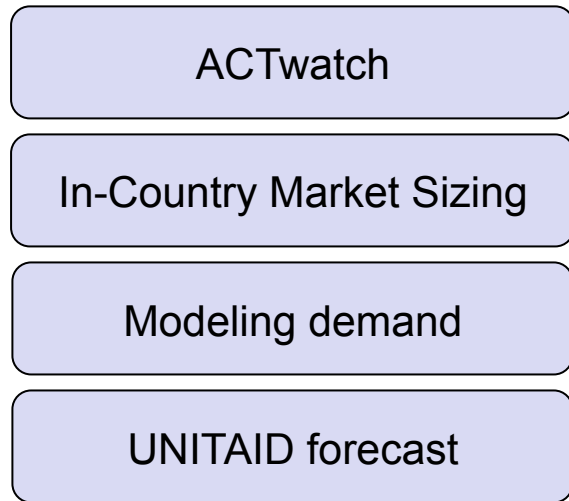 ACTwatch
In-Country Market Sizing
Modeling demand
UNITAID forecast